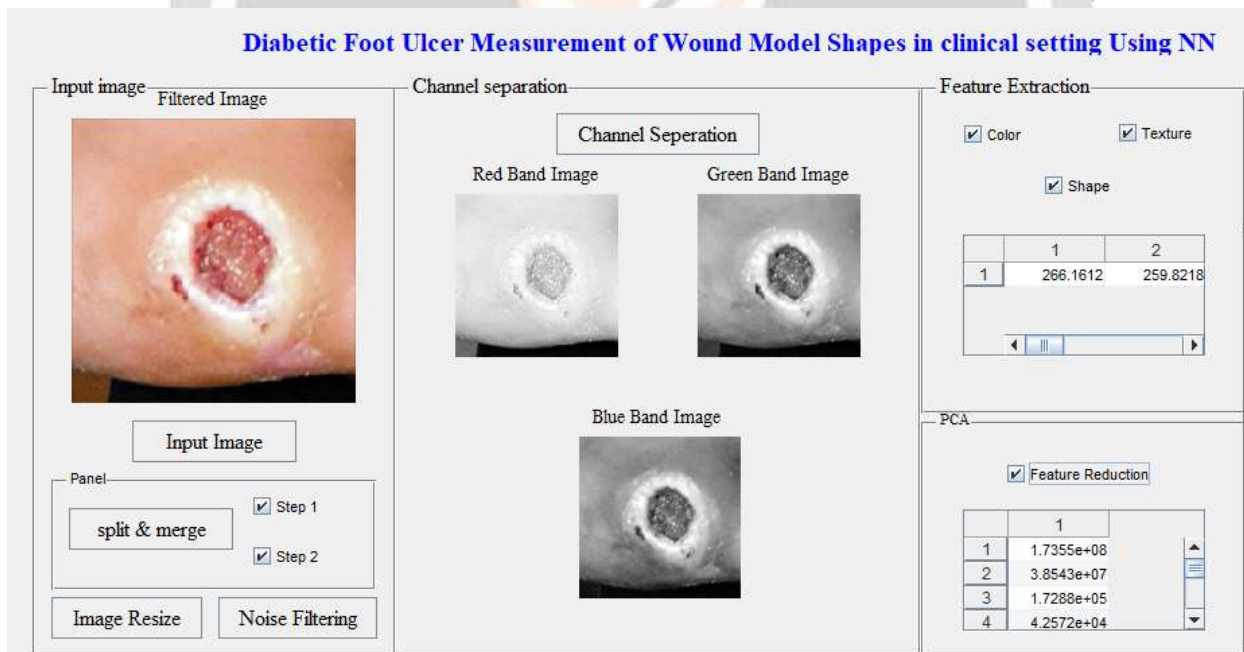 Diabetic Foot Ulcer Measurement of Wound Model Shapes in clinical setting Using NN
Input image
Filtered Image
Input Image
Panel
split & merge
Step 1
Step 2
Image Resize
Noise Filtering
Channel separation
Channel Seperation
Red Band Image
Green Band Image
Blue Band Image
Feature Extraction
Color
Texture
Shape
1 2
1 266.1612 259.8218
PCA
Feature Reduction
1
1 1.7355e+08
2 3.8543e+07
3 1.7288e+05
4 4.2572e+04